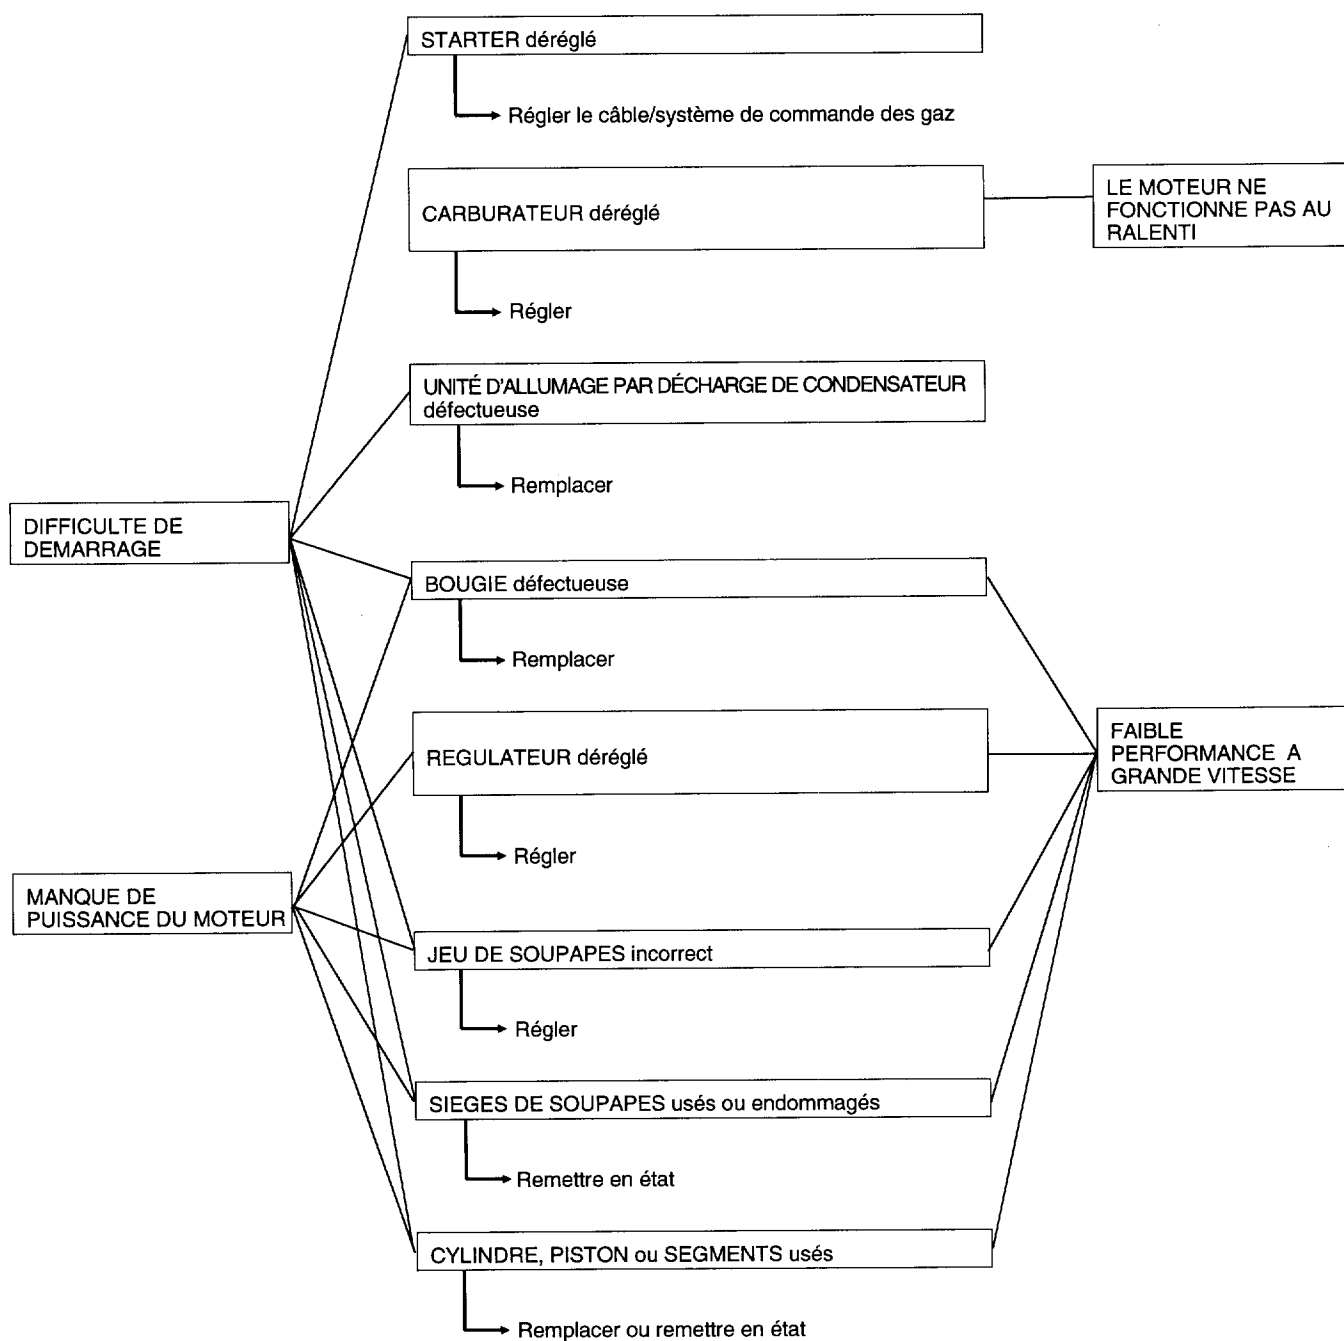 STARTER déréglé
Régler le câble/système de commande des gaz
CARBURATEUR déréglé
LE MOTEUR NE
FONCTIONNE PAS AU
RALENTI
Régler
UNITÉ D'ALLUMAGE PAR DÉCHARGE DE CONDENSATEUR
défectueuse
Remplacer
DIFFICULTE DE
DEMARRAGE
BOUGIE défectueuse
Remplacer
REGULATEUR déréglé
FAIBLE
PERFORMANCE A
GRANDE VITESSE
Régler
MANQUE DE
PUISSANCE DU MOTEUR
JEU DE SOUPAPES incorrect
Régler
SIEGES DE SOUPAPES usés ou endommagés
Remettre en état
CYLINDRE, PISTON ou SEGMENTS usés
Remplacer ou remettre en état